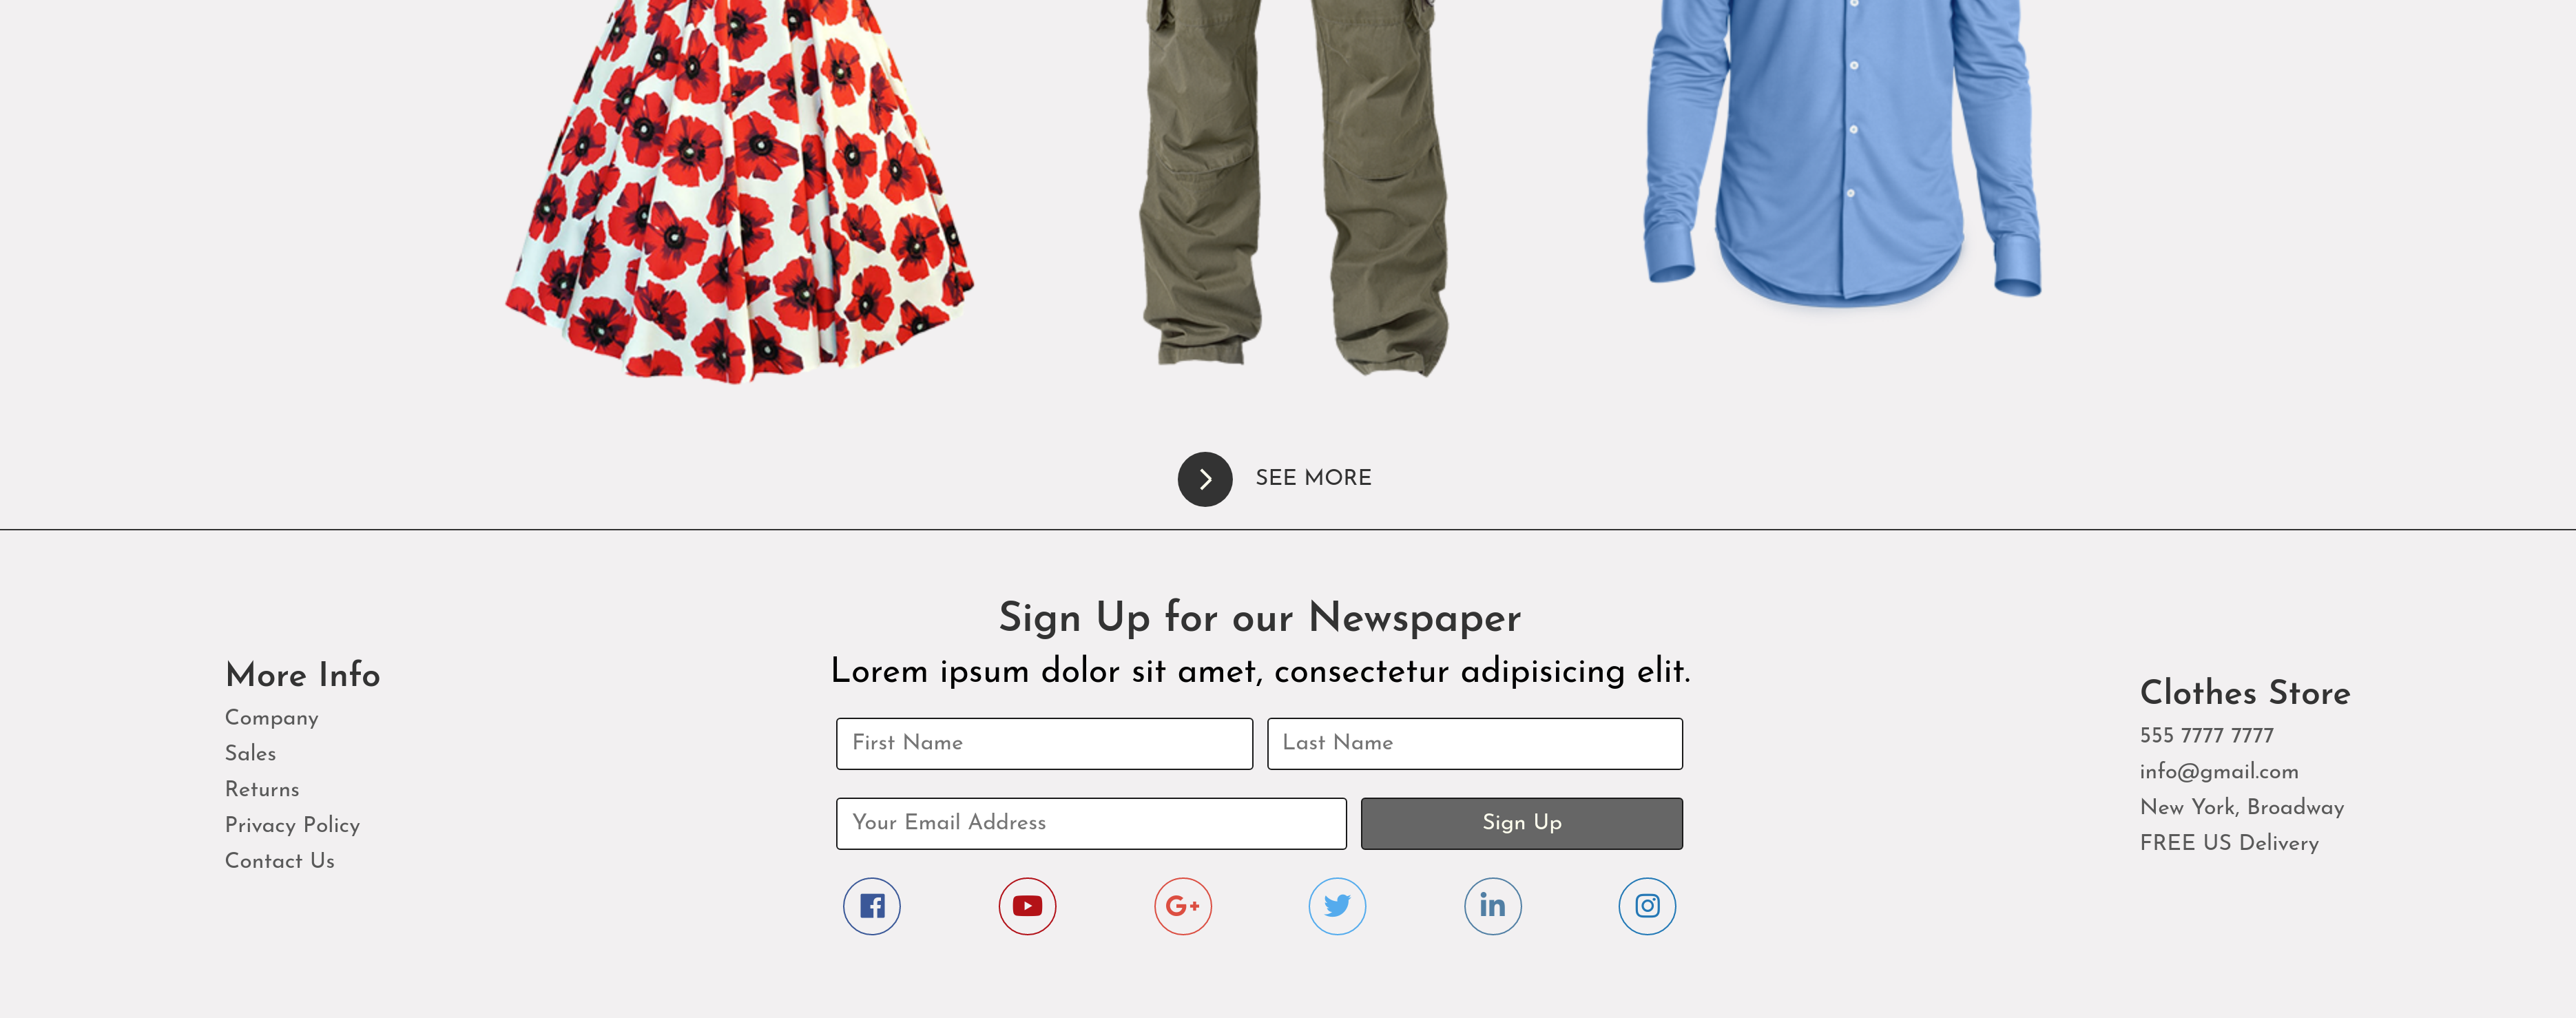 SEE MORE
More Info
Company
Sales
Returns
Privacy Policy
Contact Us
Sign Up for our Newspaper
Lorem ipsum dolor sit amet, consectetur adipisicing elit.
First Name
Last Name
Your Email Address
Sign Up
G+
in
Clothes Store
555 7777 7777
info@gmail.com
New York, Broadway
FREE US Delivery